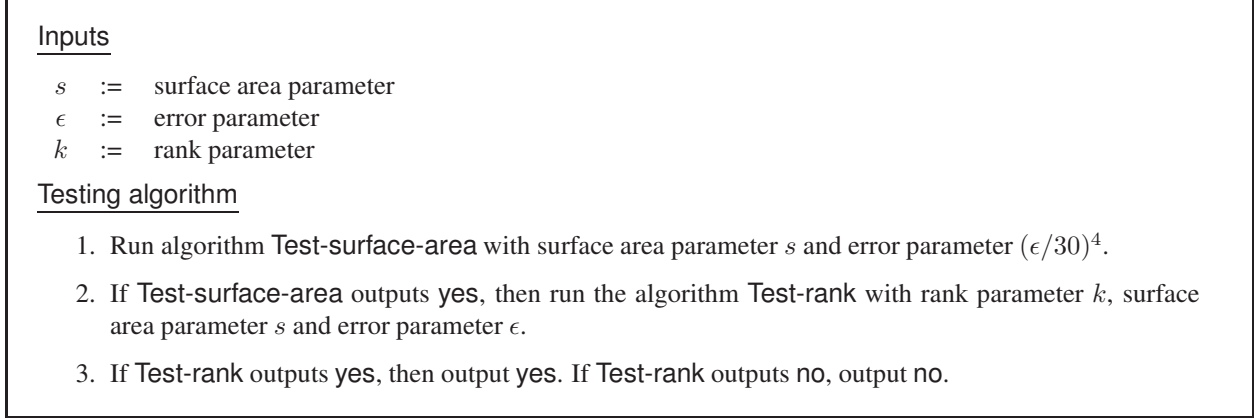 Inputs
s := surface area parameter
ϵ := error parameter
k := rank parameter
Testing algorithm
1. Run algorithm Test-surface-area with surface area parameter s and error parameter (ϵ/30)⁴.
2. If Test-surface-area outputs yes, then run the algorithm Test-rank with rank parameter k, surface
area parameter s and error parameter ϵ.
3. If Test-rank outputs yes, then output yes. If Test-rank outputs no, output no.